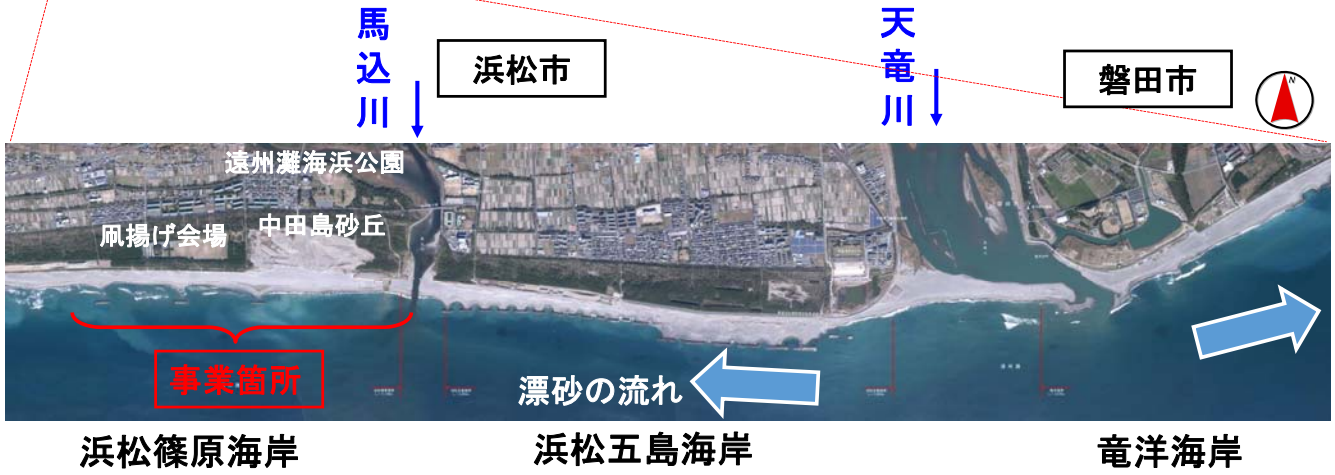 馬込川
浜松市
天竜川
磐田市
N
遠州灘海浜公園
凧揚げ会場
中田島砂丘
事業箇所
漂砂の流れ
浜松篠原海岸
浜松五島海岸
竜洋海岸